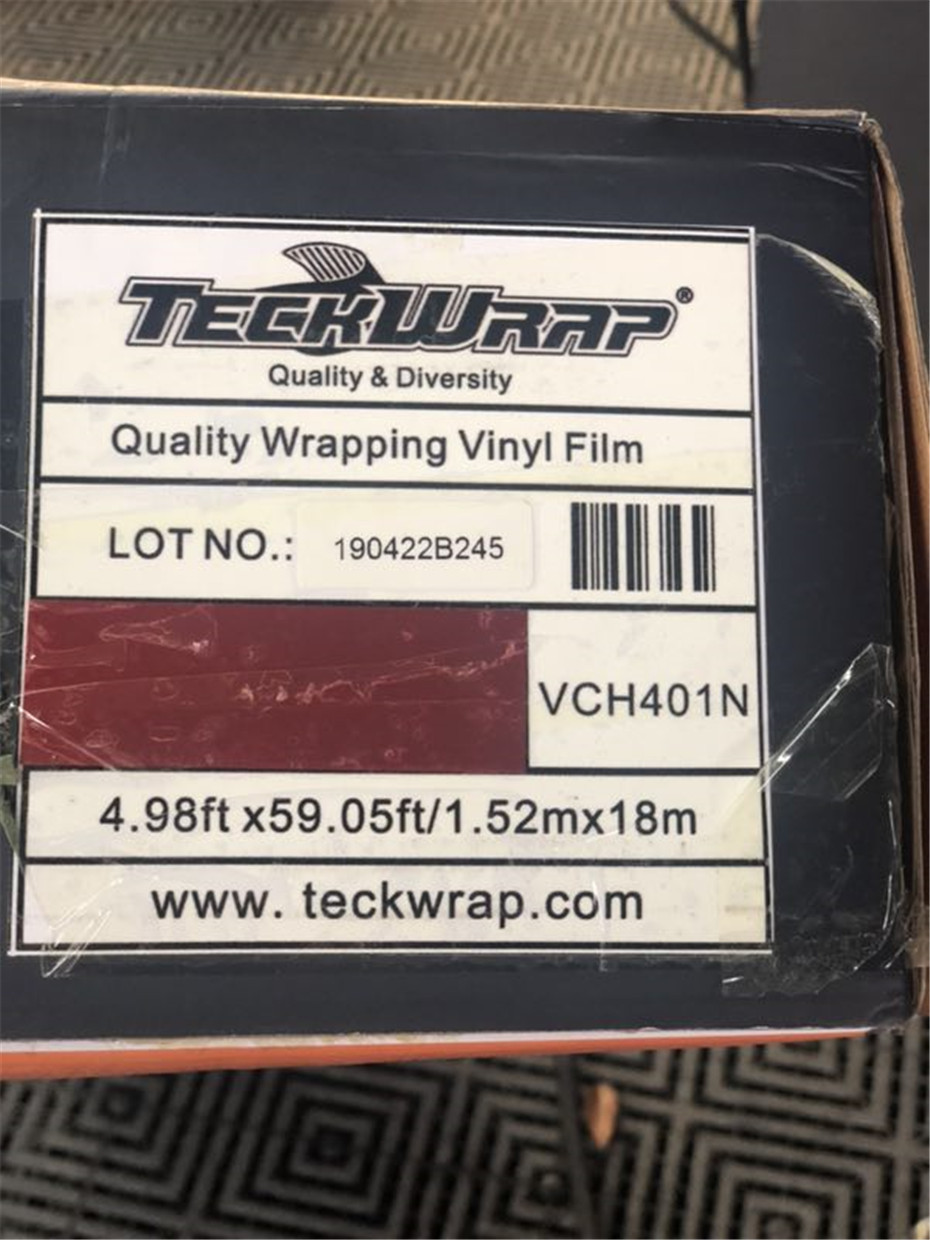 TECKWRAP®
Quality & Diversity
Quality Wrapping Vinyl Film
LOT NO.: 190422B245
VCH401N
4.98ft x59.05ft/1.52mx18m
www. teckwrap.com